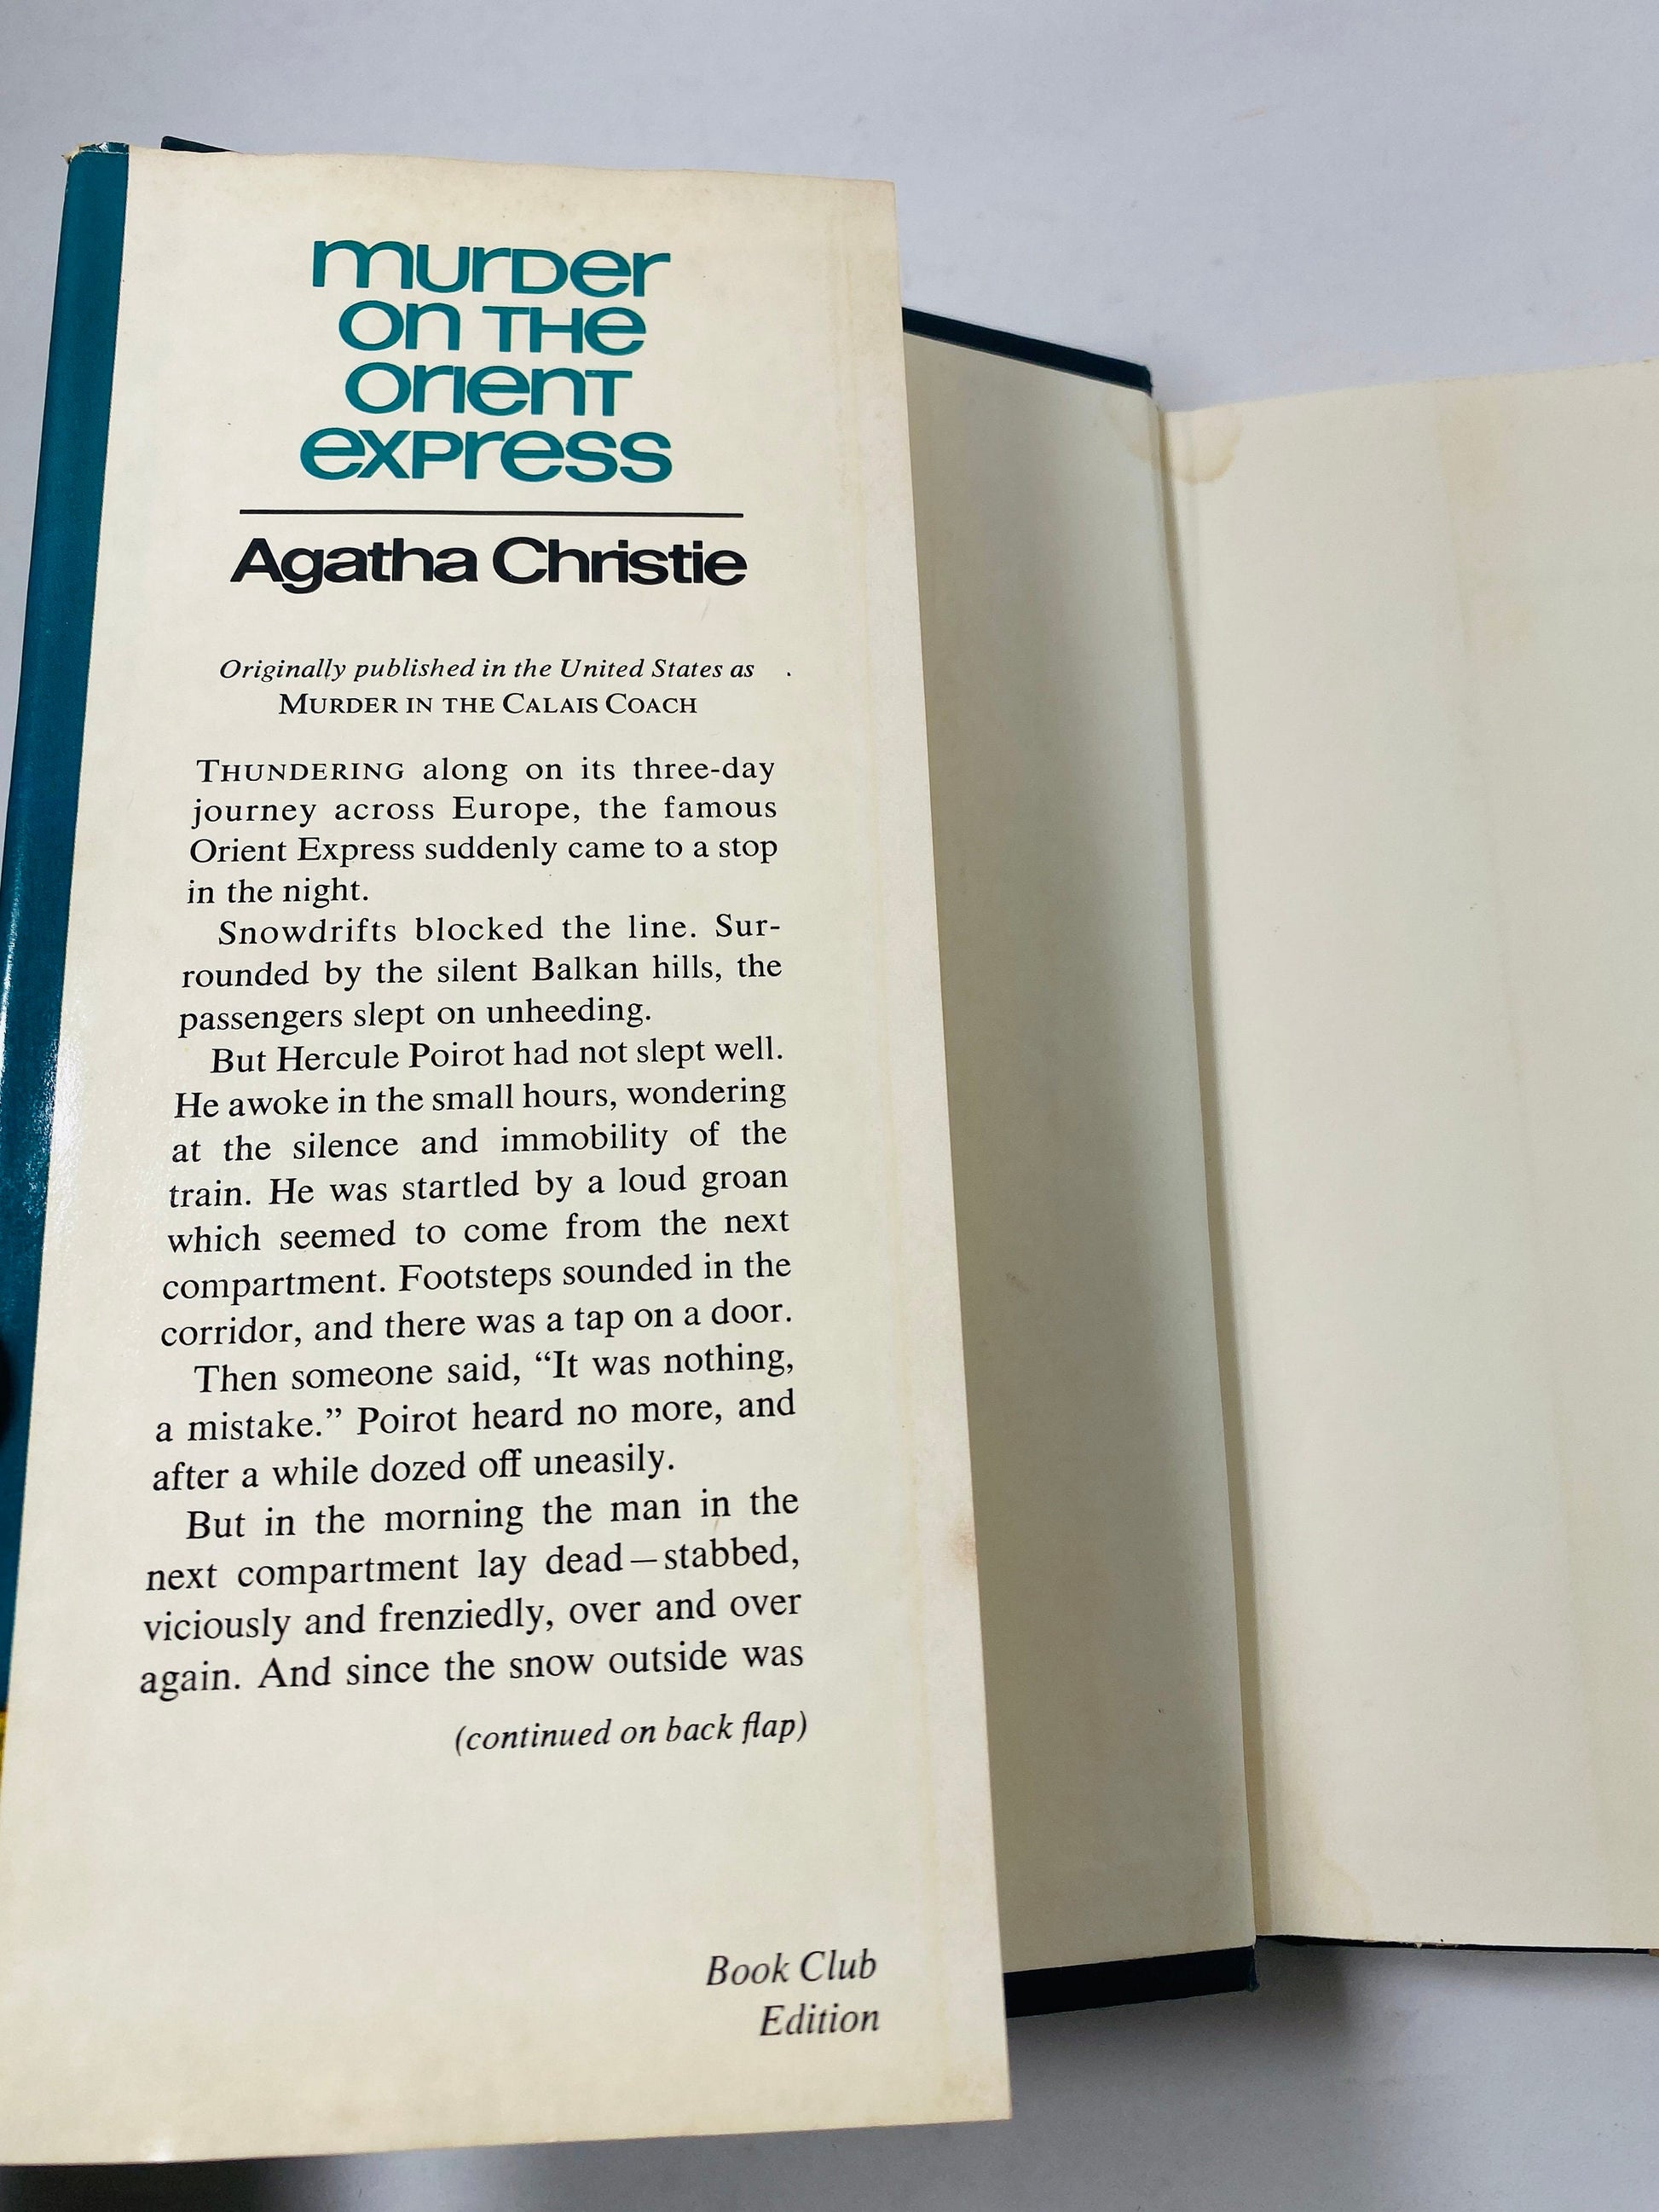 murder
on the
orient
express
Agatha Christie
Originally published in the United States as
MURDER IN THE CALAIS COACH
THUNDERING along on its three-day
journey across Europe, the famous
Orient Express suddenly came to a stop
in the night.
Snowdrifts blocked the line. Sur-
rounded by the silent Balkan hills, the
passengers slept on unheeding.
But Hercule Poirot had not slept well.
He awoke in the small hours, wondering
at the silence and immobility of the
train. He was startled by a loud groan
which seemed to come from the next
compartment. Footsteps sounded in the
corridor, and there was a tap on a door.
Then someone said, “It was nothing,
a mistake.” Poirot heard no more, and
after a while dozed off uneasily.
But in the morning the man in the
next compartment lay dead—stabbed,
viciously and frenziedly, over and over
again. And since the snow outside was
(continued on back flap)
Book Club
Edition